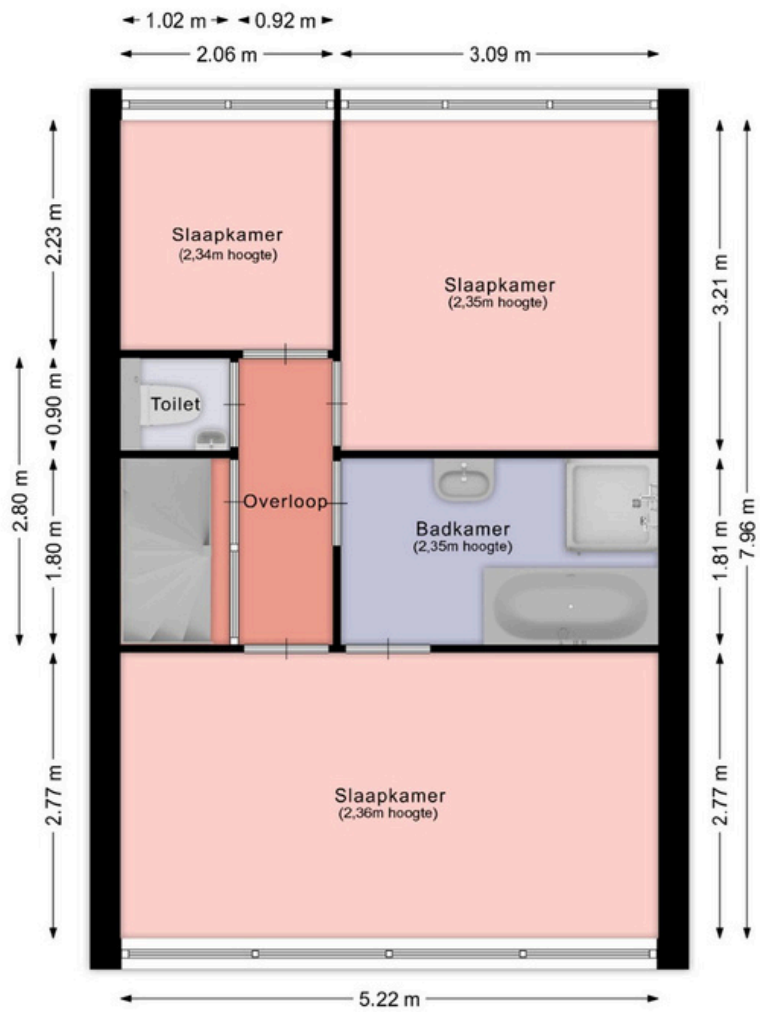 1.02 m
0.92 m
2.06 m
3.09 m
2.23 m
Slaapkamer
(2,34m hoogte)
Slaapkamer
(2,35m hoogte)
3.21 m
0.90 m
Toilet
2.80 m
1.80 m
Overloop
Badkamer
(2,35m hoogte)
1.81 m
7.96 m
2.77 m
Slaapkamer
(2,36m hoogte)
2.77 m
5.22 m